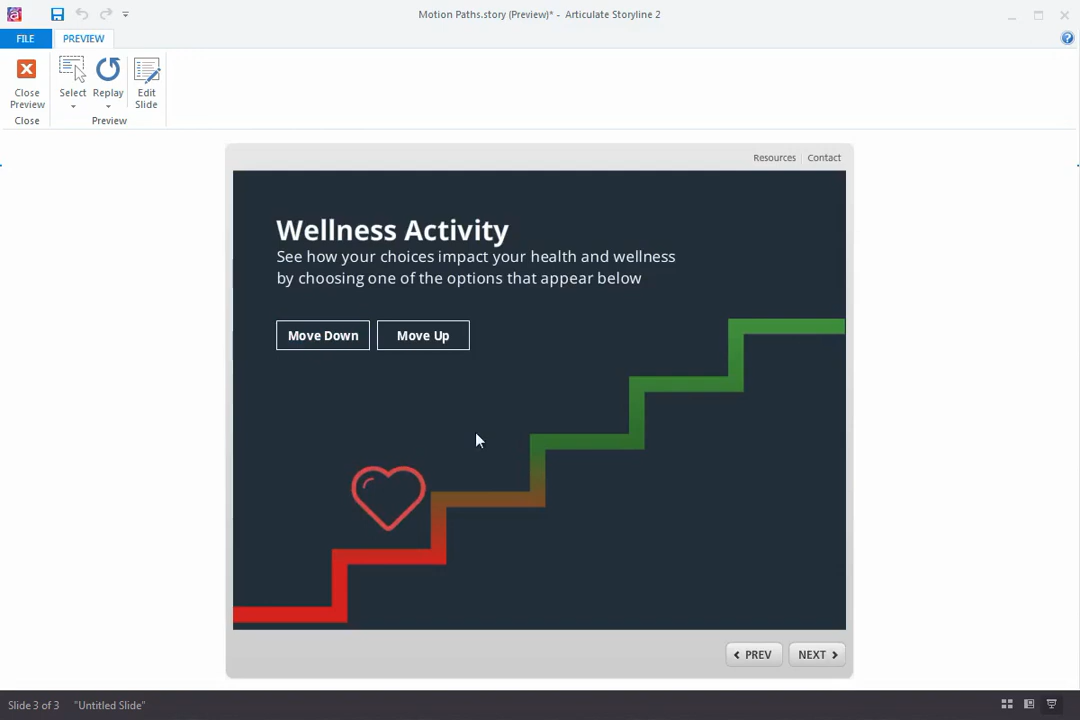 Motion Paths.story (Preview)* - Articulate Storyline 2
FILE
PREVIEW
Close Preview
Select
Replay
Edit Slide
Close
Preview
Resources
Contact
Wellness Activity
See how your choices impact your health and wellness
by choosing one of the options that appear below
Move Down
Move Up
PREV
NEXT
Slide 3 of 3
"Untitled Slide"